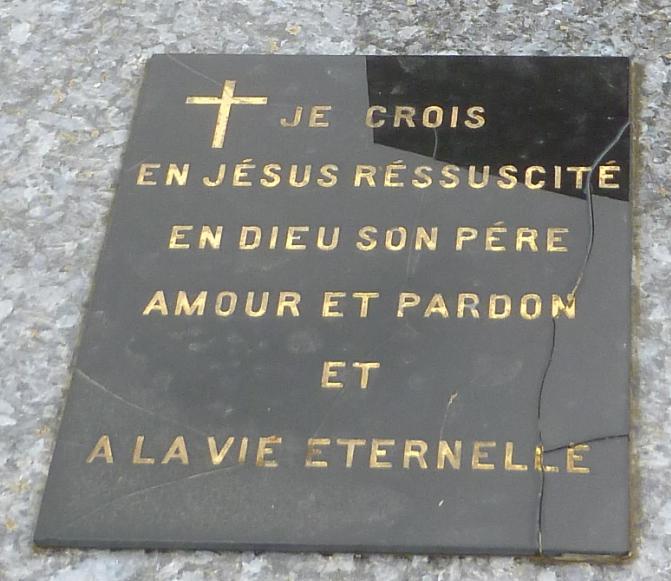 JE CROIS
EN JÉSUS RÉSSUSCITÉ
EN DIEU SON PÉRE
AMOUR ET PARDON
ET
A LA VIE ETERNELLE